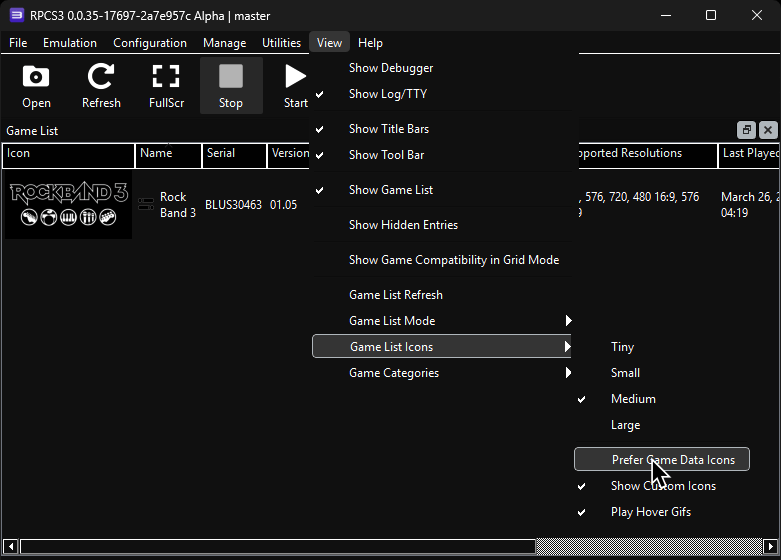 RPCS3 0.0.35-17697-2a7e957c Alpha | master
File Emulation Configuration Manage Utilities View Help
Open Refresh FullScr Stop Start
Game List
Icon Name Serial Version pported Resolutions Last Played
ROCKBAND 3
Rock
Band 3
BLUS30463 01.05
, 576, 720, 480 16:9, 576
9
March 26, 2
04:19
Show Debugger
Show Log/TTY
Show Title Bars
Show Tool Bar
Show Game List
Show Hidden Entries
Show Game Compatibility in Grid Mode
Game List Refresh
Game List Mode
Game List Icons
Game Categories
Tiny
Small
Medium
Large
Prefer Game Data Icons
Show Custom Icons
Play Hover Gifs